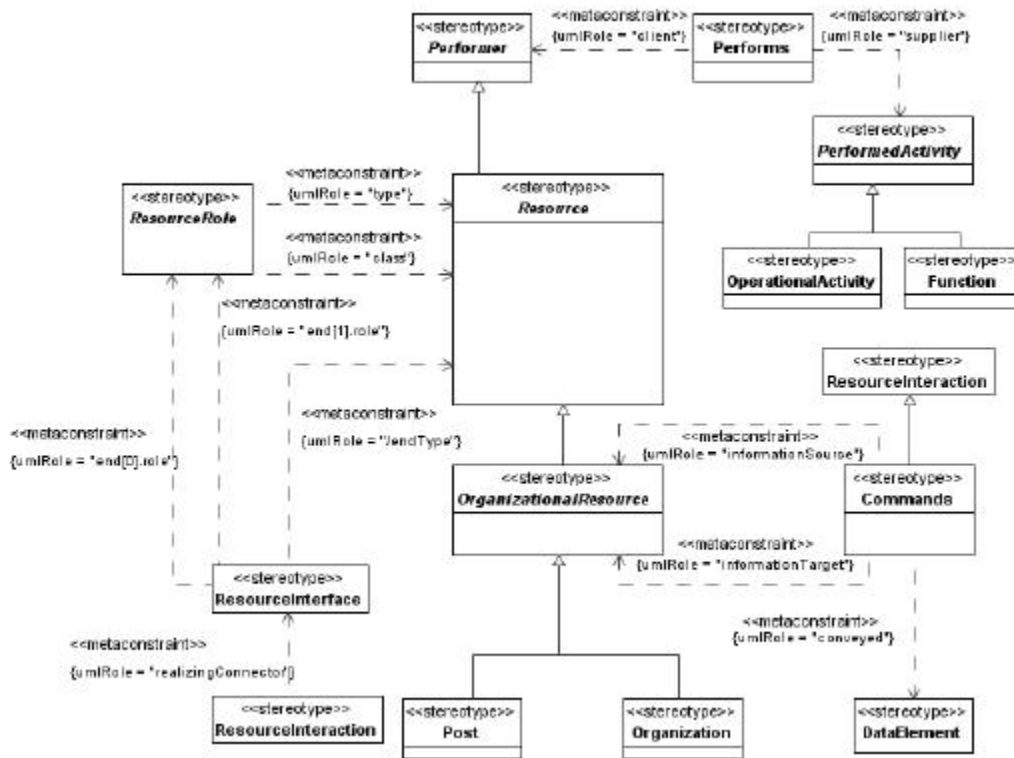 <<stereotype>>
Performer
<<metaconstraint>>
{umlRole = "client"}
<<stereotype>>
Performs
<<metaconstraint>>
{umlRole = "supplier"}
<<stereotype>>
PerformedActivity
<<stereotype>>
ResourceRole
<<metaconstraint>>
{umlRole = "type"}
<<metaconstraint>>
{umlRole = "class"}
<<stereotype>>
Resource
<<stereotype>>
OperationalActivity
<<stereotype>>
Function
<<metaconstraint>>
{umlRole = "end[1].role"}
<<stereotype>>
ResourceInteraction
<<metaconstraint>>
{umlRole = "end[0].role"}
<<metaconstraint>>
{umlRole = "/endType"}
<<metaconstraint>>
{umlRole = "informationSource"}
<<stereotype>>
OrganizationalResource
<<stereotype>>
Commands
<<metaconstraint>>
{umlRole = "informationTarget"}
<<stereotype>>
ResourceInterface
<<metaconstraint>>
{umlRole = "conveyed"}
<<metaconstraint>>
{umlRole = "realizingConnector"}
<<stereotype>>
ResourceInteraction
<<stereotype>>
Post
<<stereotype>>
Organization
<<stereotype>>
DataElement